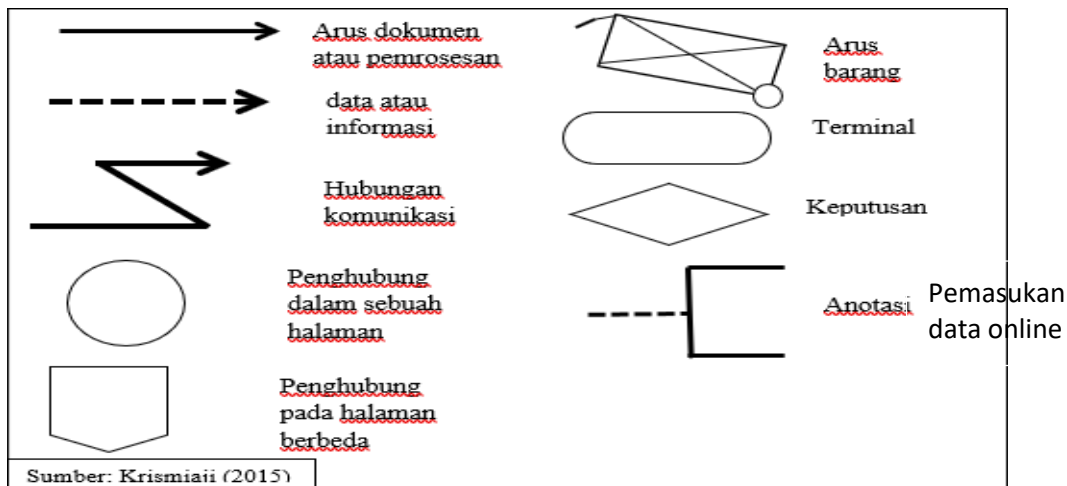 Arus dokumen
atau pemrosesan
data atau
informasi
Hubungan
komunikasi
Penghubung
dalam sebuah
halaman
Penghubung
pada halaman
berbeda
Arus
barang
Terminal
Keputusan
Anotasi
Pemasukan
data online
Sumber: Krismiaji (2015)